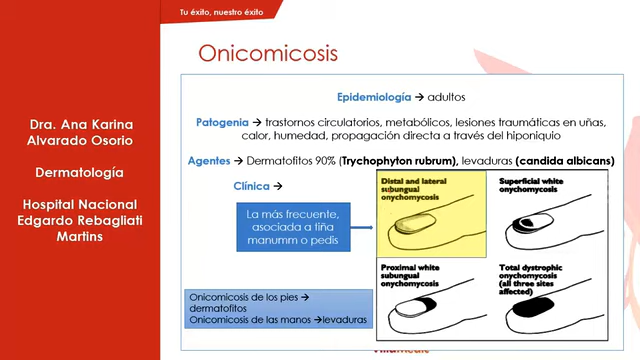 Tu éxito, nuestro éxito
Onicomicosis
Dra. Ana Karina
Alvarado Osorio
Dermatología
Hospital Nacional
Edgardo Rebagliati
Martins
Epidemiología → adultos
Patogenia → trastornos circulatorios, metabólicos, lesiones traumáticas en uñas,
calor, humedad, propagación directa a través del hiponiquio
Agentes → Dermatofitos 90% (Trychophyton rubrum), levaduras (candida albicans)
Clínica →
La más frecuente,
asociada a tiña
manumm o pedis
Distal and lateral
subungual
onychomycosis
Superficial white
onychomycosis
Proximal white
subungual
onychomycosis
Total dystrophic
onychomycosis
(all three sites
affected)
Onicomicosis de los pies →
dermatofitos
Onicomicosis de las manos →levaduras